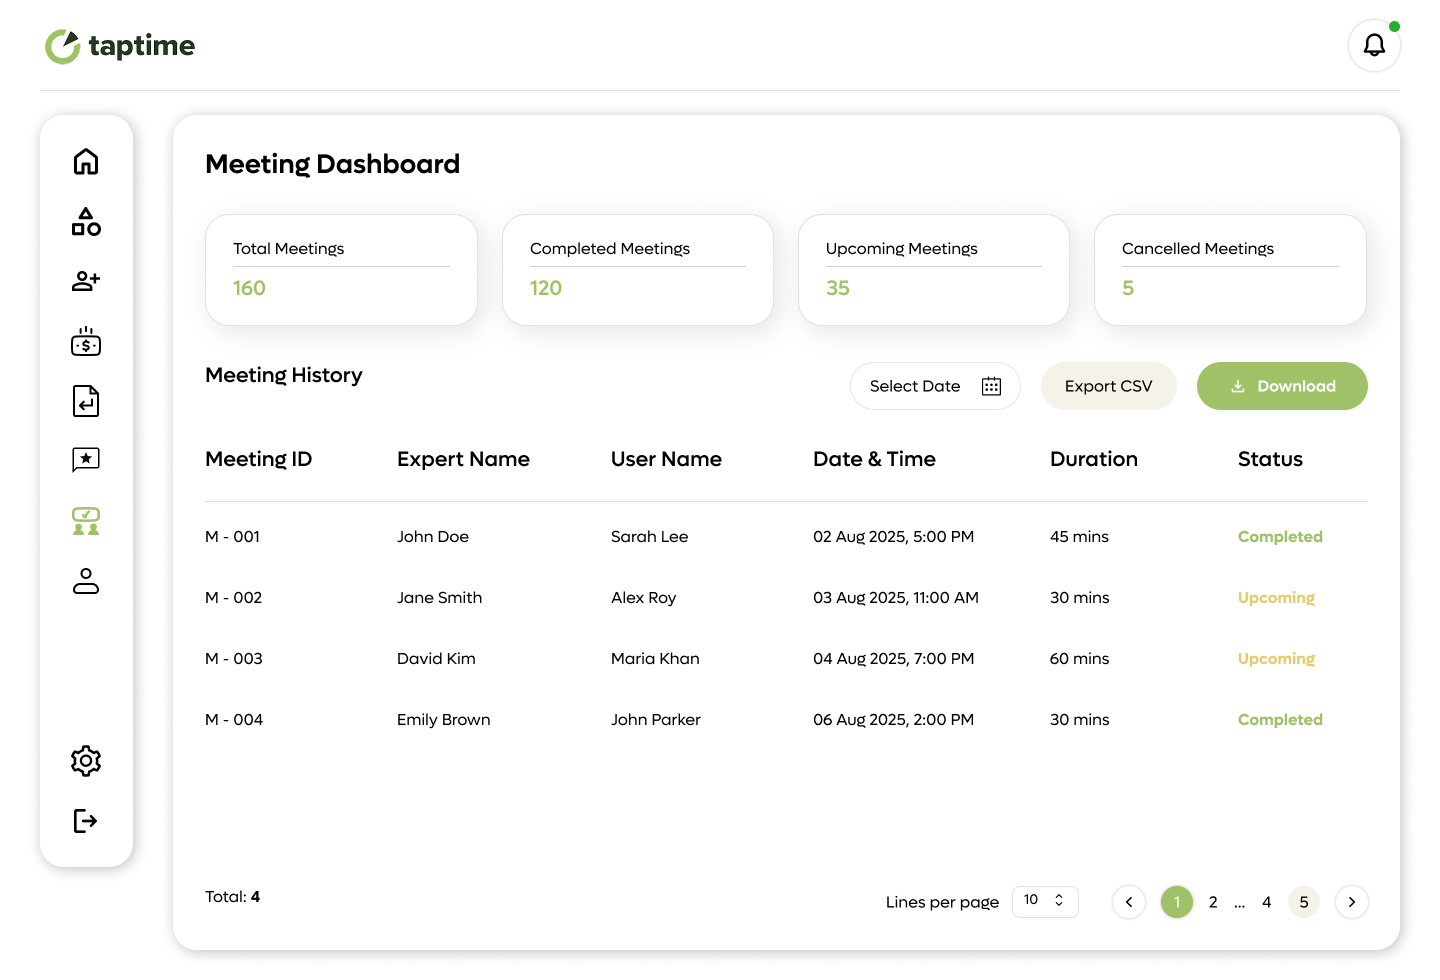 taptime
Meeting Dashboard
Total Meetings
160
Completed Meetings
120
Upcoming Meetings
35
Cancelled Meetings
5
Meeting History
Select Date
Export CSV
Download
Meeting ID Expert Name User Name Date & Time Duration Status
M - 001 John Doe Sarah Lee 02 Aug 2025, 5:00 PM 45 mins Completed
M - 002 Jane Smith Alex Roy 03 Aug 2025, 11:00 AM 30 mins Upcoming
M - 003 David Kim Maria Khan 04 Aug 2025, 7:00 PM 60 mins Upcoming
M - 004 Emily Brown John Parker 06 Aug 2025, 2:00 PM 30 mins Completed
Total: 4
Lines per page 10
1 2 ... 4 5